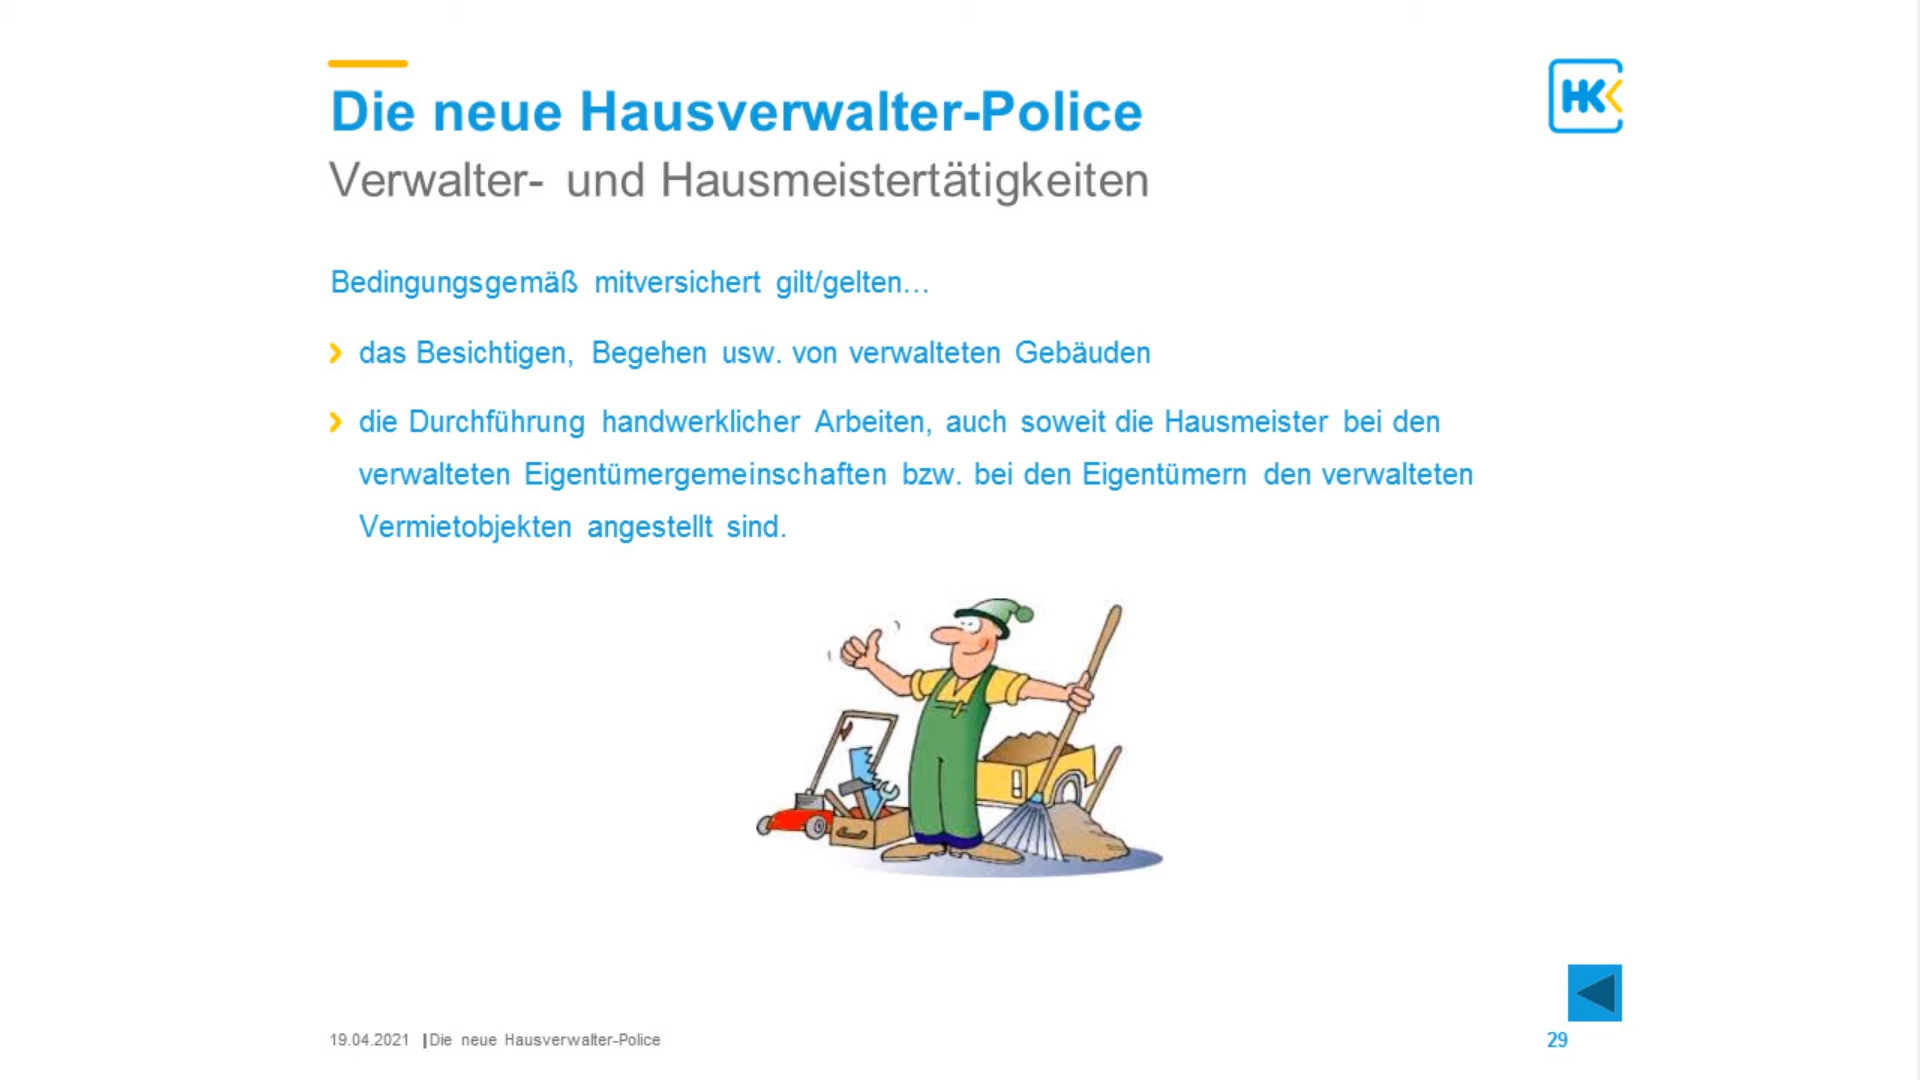 Die neue Hausverwalter-Police
HK
Verwalter- und Hausmeistertätigkeiten
Bedingungsgemäß mitversichert gilt/gelten…
das Besichtigen, Begehen usw. von verwalteten Gebäuden
die Durchführung handwerklicher Arbeiten, auch soweit die Hausmeister bei den
verwalteten Eigentümergemeinschaften bzw. bei den Eigentümern den verwalteten
Vermietobjekten angestellt sind.
19.04.2021 | Die neue Hausverwalter-Police
29